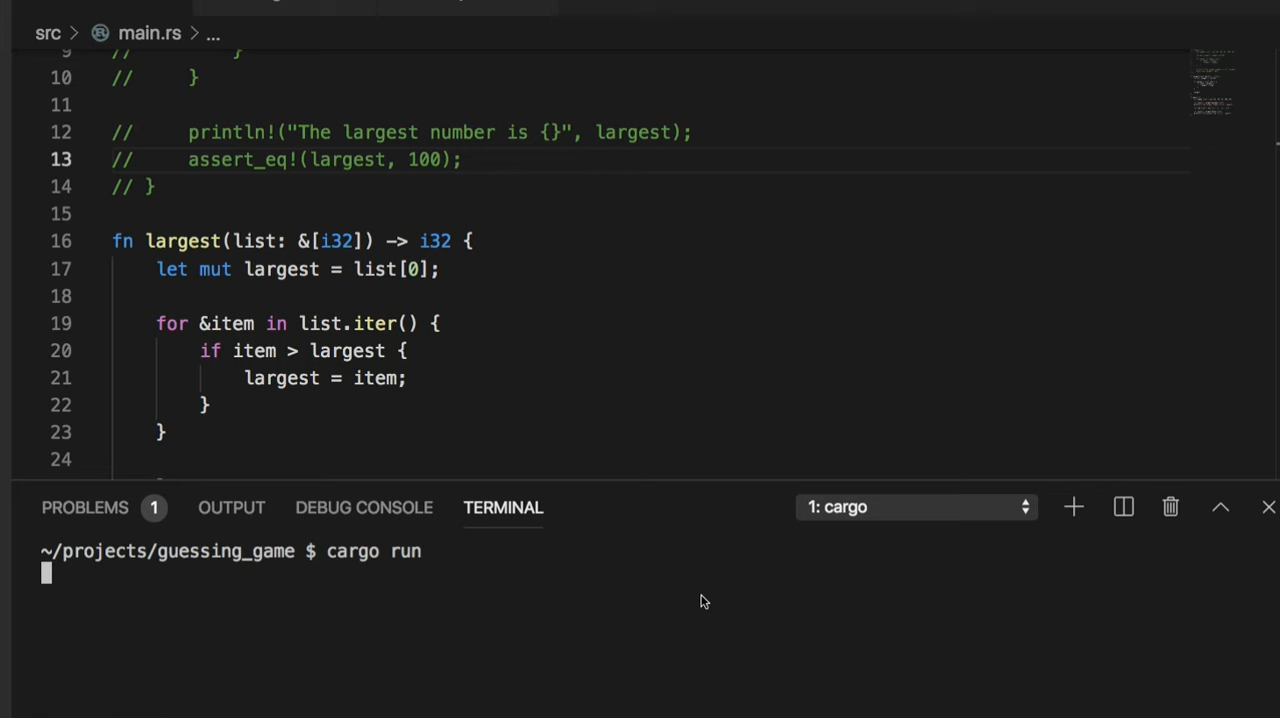 src > main.rs > ...
9 // }
10 // }
11
12 // println!("The largest number is {}", largest);
13 // assert_eq!(largest, 100);
14 // }
15
16 fn largest(list: &[i32]) -> i32 {
17 let mut largest = list[0];
18
19 for &item in list.iter() {
20 if item > largest {
21 largest = item;
22 }
23 }
24
PROBLEMS 1 OUTPUT DEBUG CONSOLE TERMINAL 1: cargo
~/projects/guessing_game $ cargo run